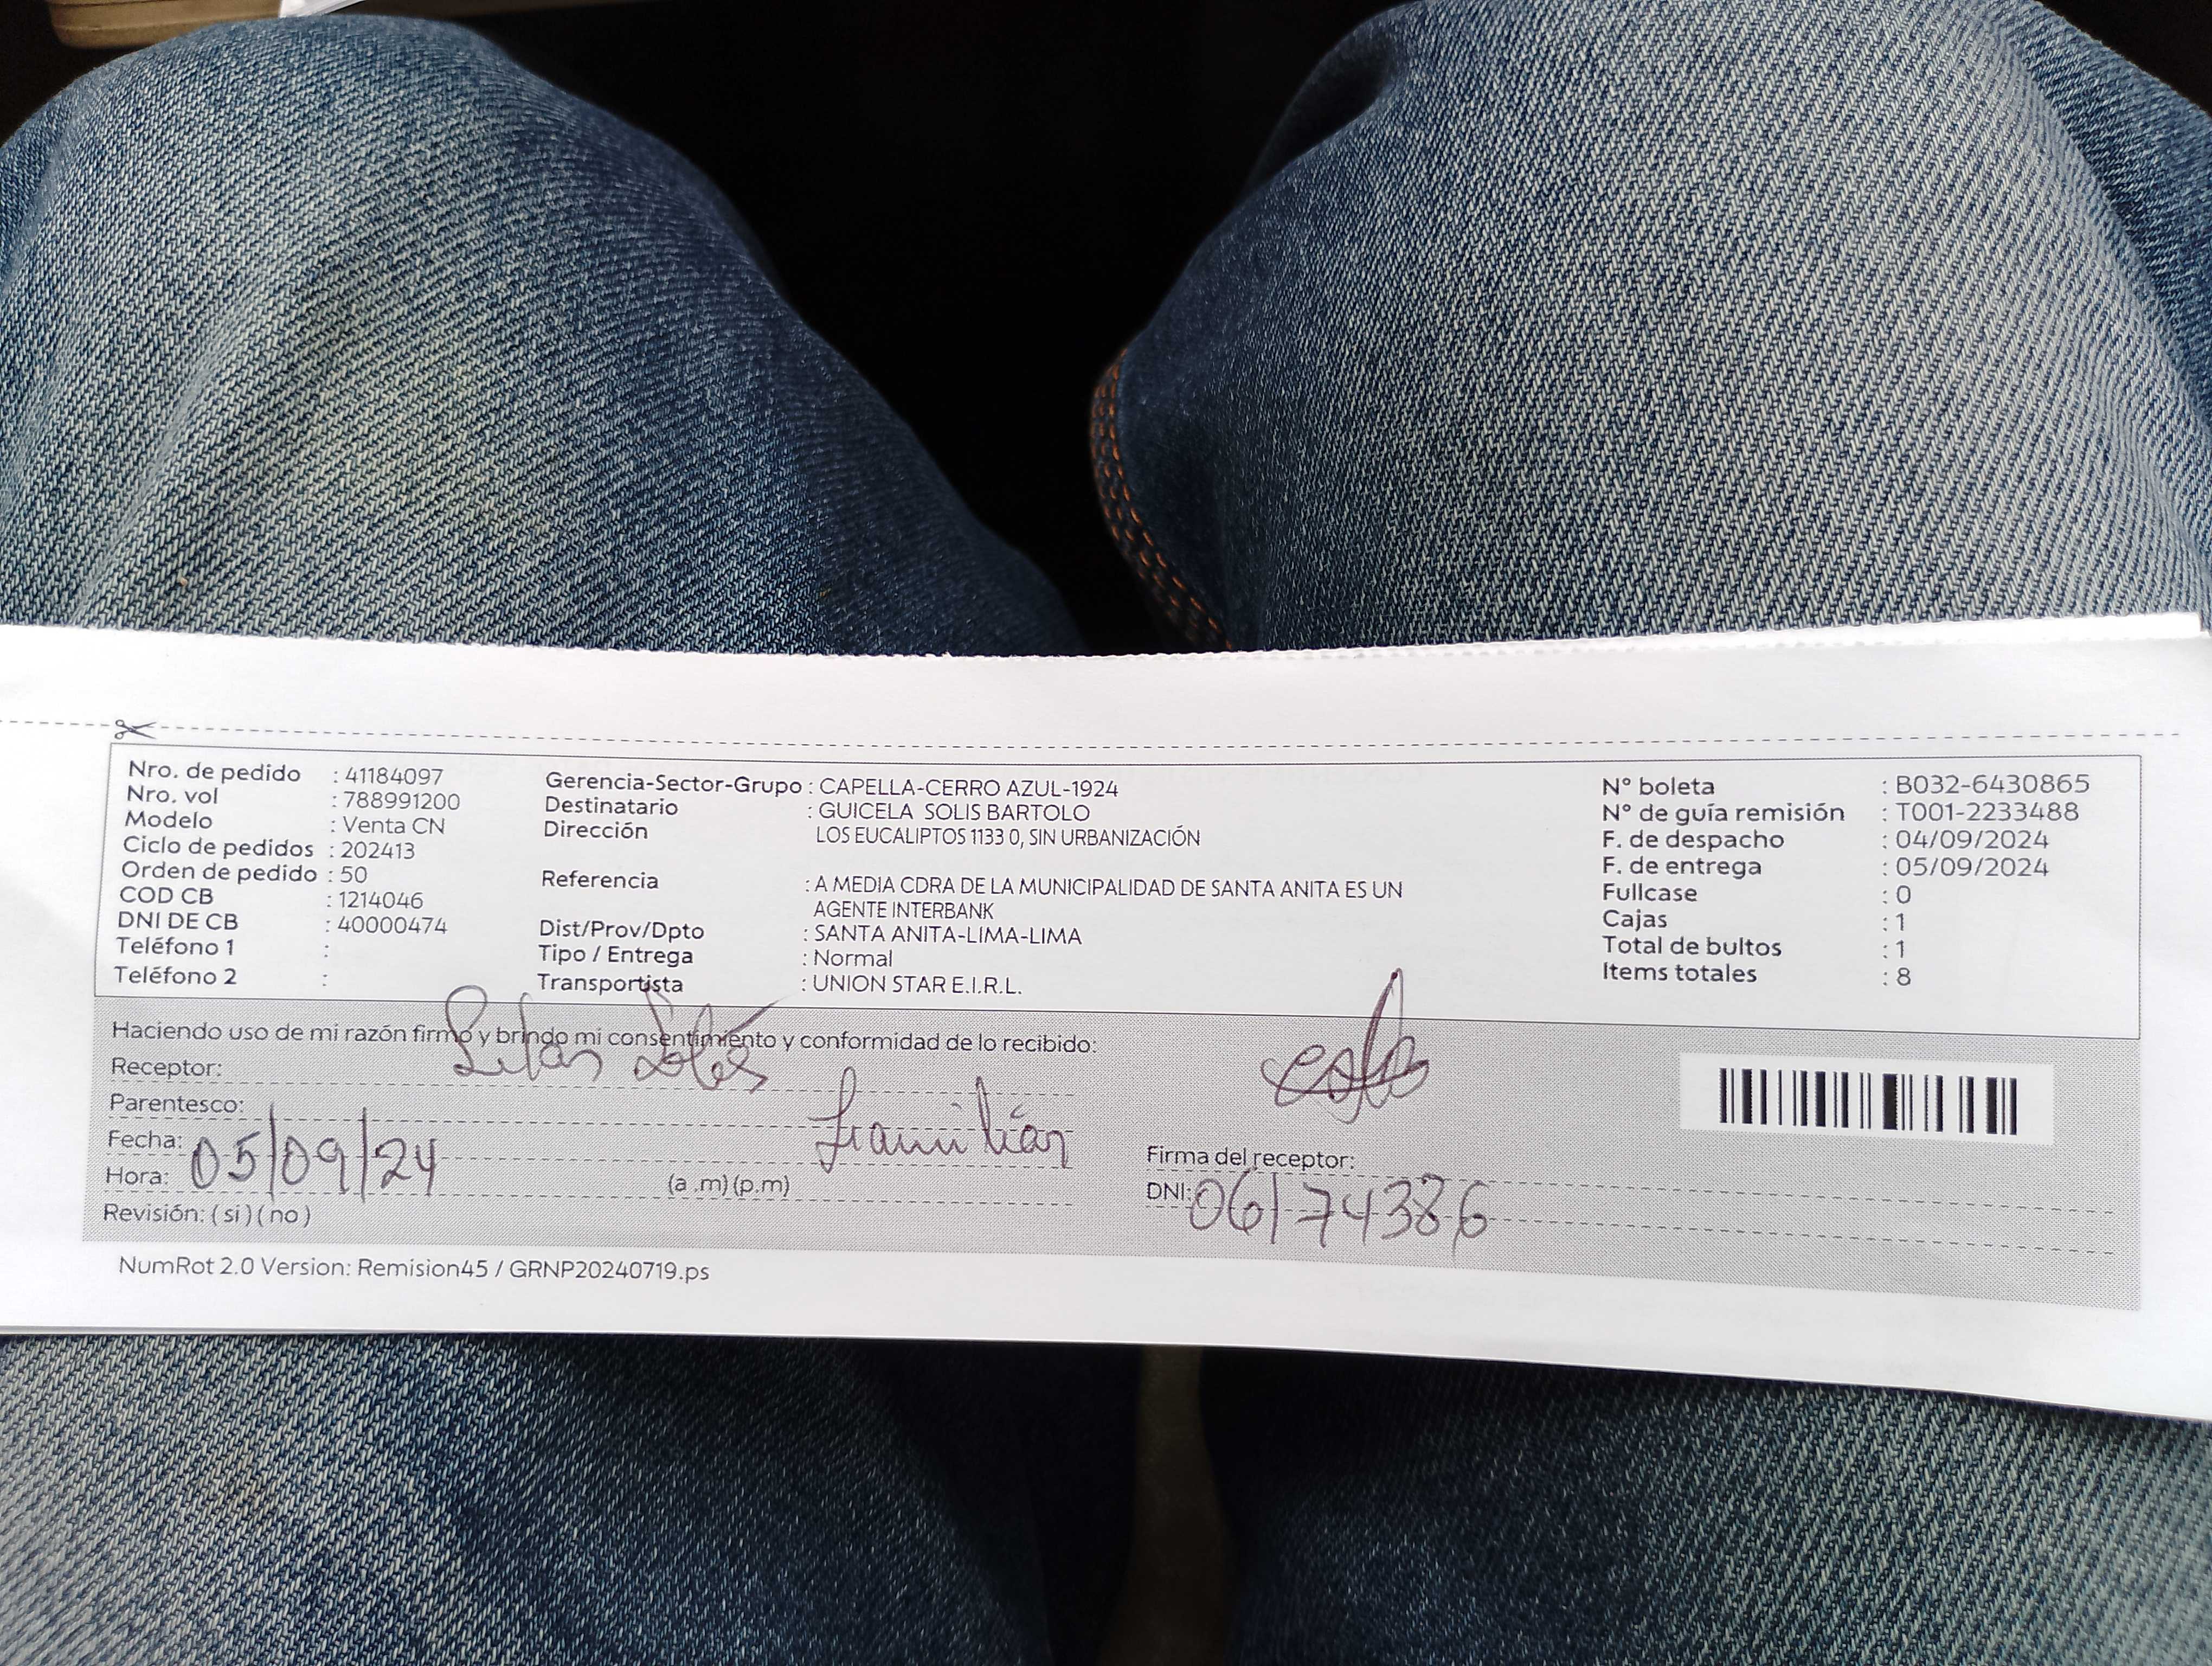 Nro. de pedido : 41184097
Nro. vol : 788991200
Modelo : Venta CN
Ciclo de pedidos : 202413
Orden de pedido : 50
COD CB : 1214046
DNI DE CB : 40000474
Teléfono 1 :
Teléfono 2 :
Gerencia-Sector-Grupo : CAPELLA-CERRO AZUL-1924
Destinatario : GUICELA SOLIS BARTOLO
Dirección LOS EUCALIPTOS 1133 0, SIN URBANIZACIÓN
Referencia : A MEDIA CDRA DE LA MUNICIPALIDAD DE SANTA ANITA ES UN
AGENTE INTERBANK
Dist/Prov/Dpto : SANTA ANITA-LIMA-LIMA
Tipo / Entrega : Normal
Transportista : UNION STAR E.I.R.L.
N° boleta : B032-6430865
N° de guía remisión : T001-2233488
F. de despacho : 04/09/2024
F. de entrega : 05/09/2024
Fullcase : 0
Cajas : 1
Total de bultos : 1
Items totales : 8
Haciendo uso de mi razón firmo y brindo mi consentimiento y conformidad de lo recibido:
Receptor:
Parentesco: Familiar
Fecha: 05/09/24
Hora: (a .m) (p.m)
Revisión: ( si ) ( no )
Firma del receptor:
DNI: 06174386
NumRot 2.0 Version: Remision45 / GRNP20240719.ps